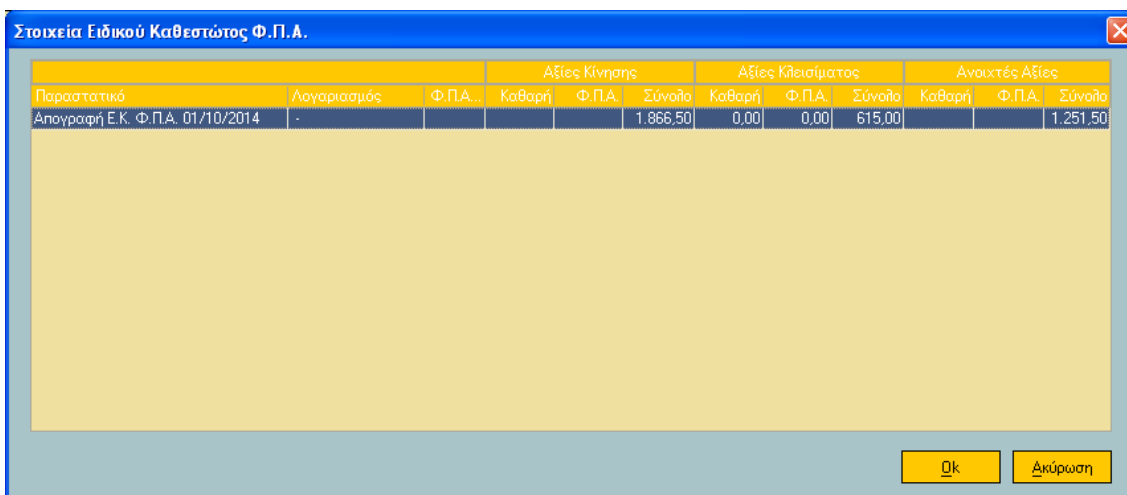 Στοιχεία Ειδικού Καθεστώτος Φ.Π.Α.
Αξίες Κίνησης Αξίες Κλεισίματος Ανοιχτές Αξίες
Παραστατικό Λογαριασμός Φ.Π.Α... Καθαρή Φ.Π.Α. Σύνολο Καθαρή Φ.Π.Α. Σύνολο Καθαρή Φ.Π.Α. Σύνολο
Απογραφή Ε.Κ. Φ.Π.Α. 01/10/2014 - 1.866,50 0,00 0,00 615,00 1.251,50
Ok Ακύρωση